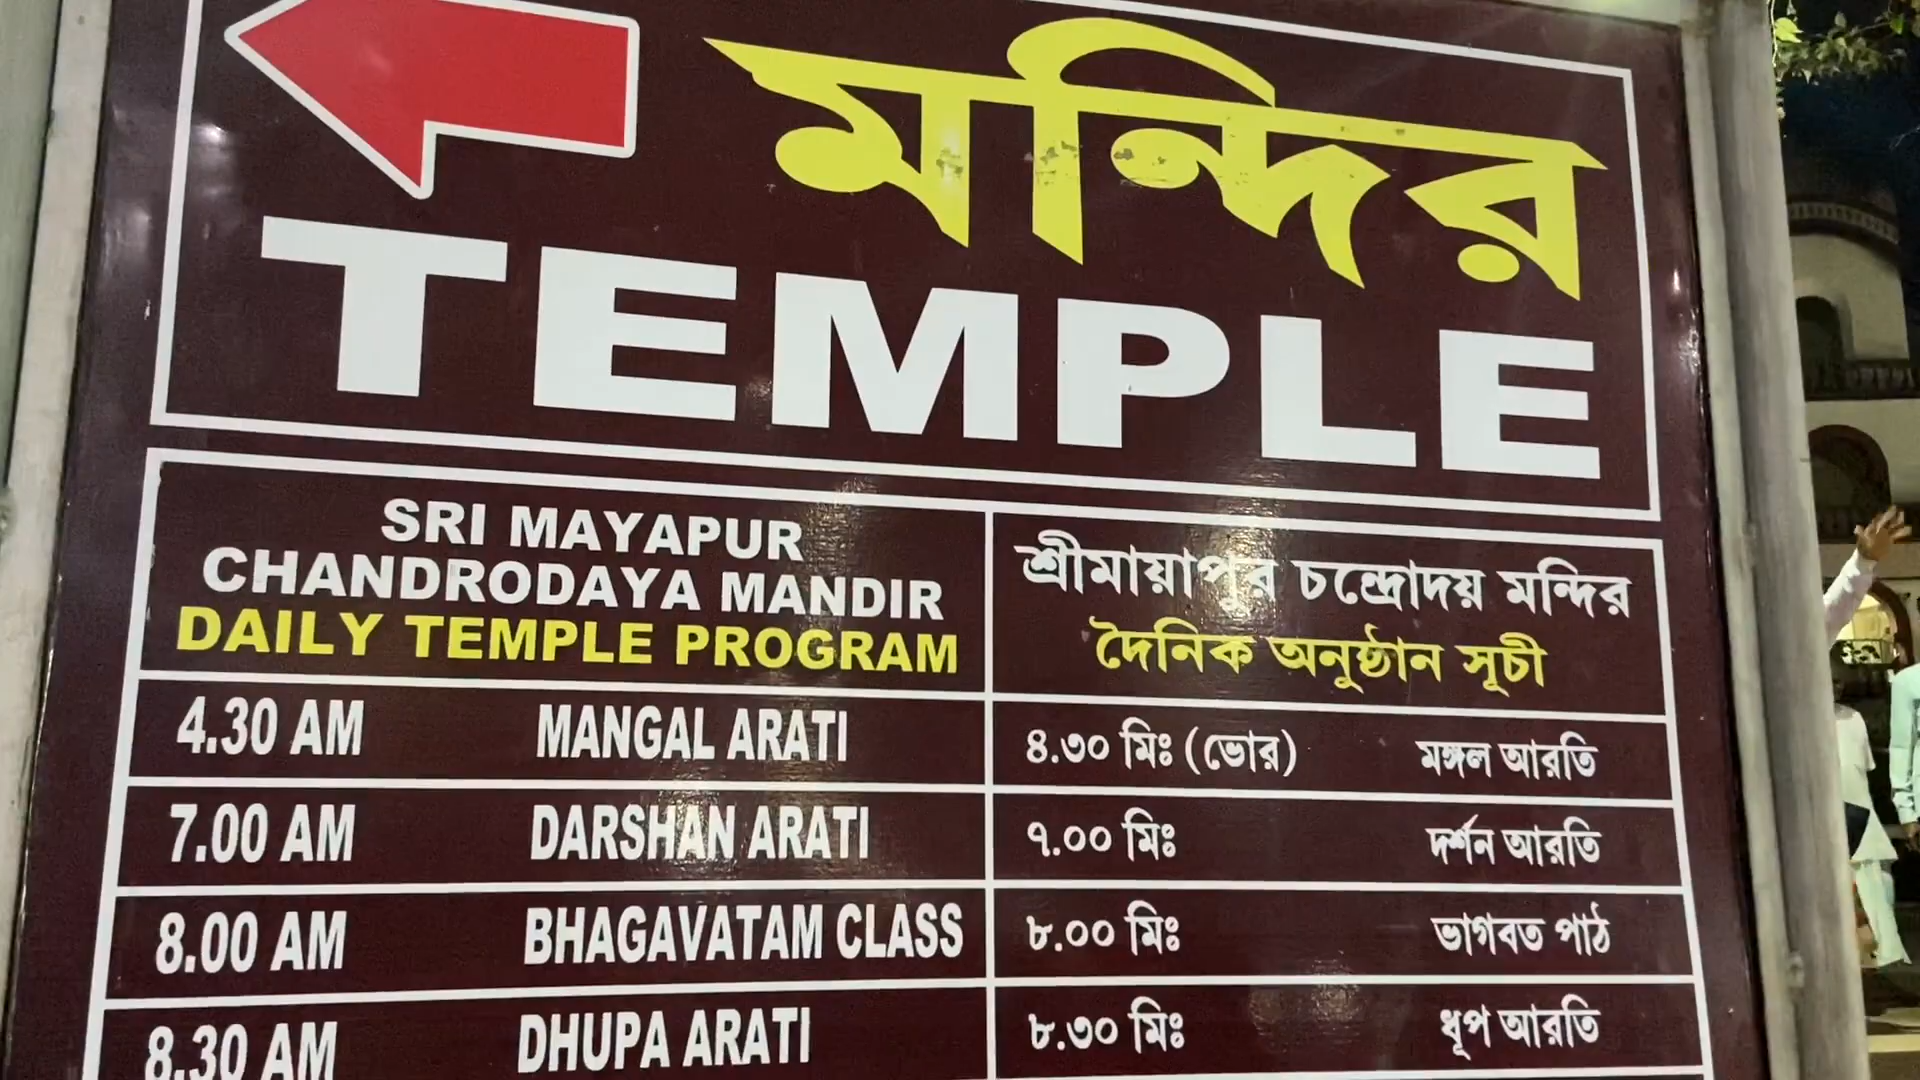 মন্দির
TEMPLE
SRI MAYAPUR
CHANDRODAYA MANDIR
DAILY TEMPLE PROGRAM
শ্রীমায়াপুর চন্দ্রোদয় মন্দির
দৈনিক অনুষ্ঠান সূচী
4.30 AM MANGAL ARATI ৪.৩০ মিঃ (ভোর) মঙ্গল আরতি
7.00 AM DARSHAN ARATI ৭.০০ মিঃ দর্শন আরতি
8.00 AM BHAGAVATAM CLASS ৮.০০ মিঃ ভাগবত পাঠ
8.30 AM DHUPA ARATI ৮.৩০ মিঃ ধূপ আরতি